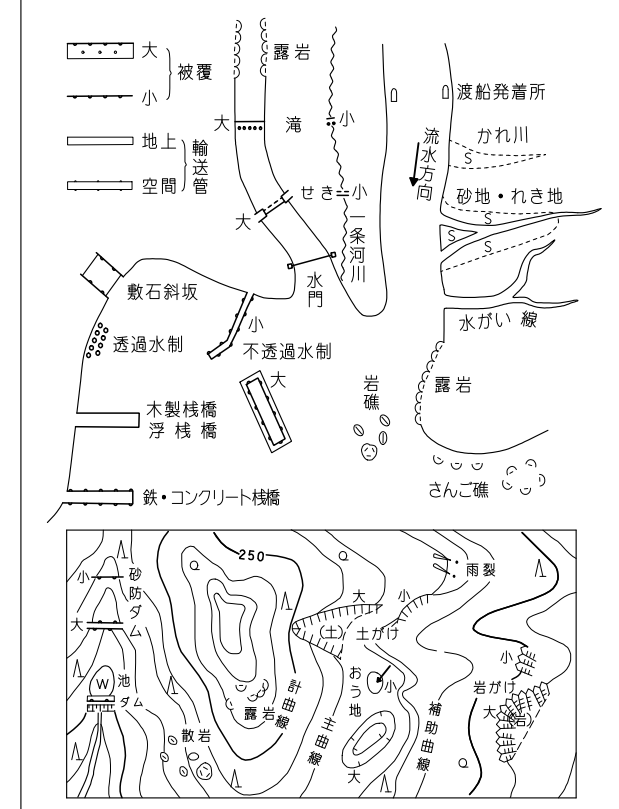 大
被覆
小
地上
輸送管
空間
露岩
大
滝
小
せき
小
大
一条河川
水門
渡船発着所
流水方向
かれ川
S
砂地・れき地
S
S
S
水がい線
敷石斜坂
透過水制
小
不透過水制
大
岩礁
露岩
木製桟橋
浮桟橋
鉄・コンクリート桟橋
さんご礁
250
小
砂防ダム
大
W
池
ダム
散岩
露岩
計曲線
主曲線
大
小
(土)
土がけ
雨裂
おう地
小
大
補助曲線
小
岩がけ
大
(岩)